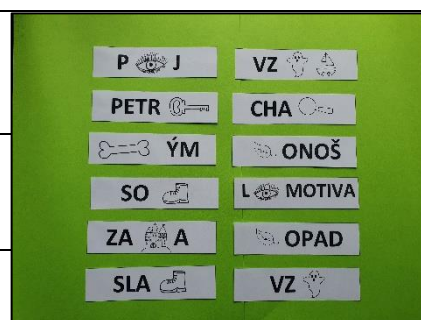 P J
PETR
ÝM
SO
ZA A
SLA
VZ
CHA
ONOŠ
L MOTIVA
OPAD
VZ